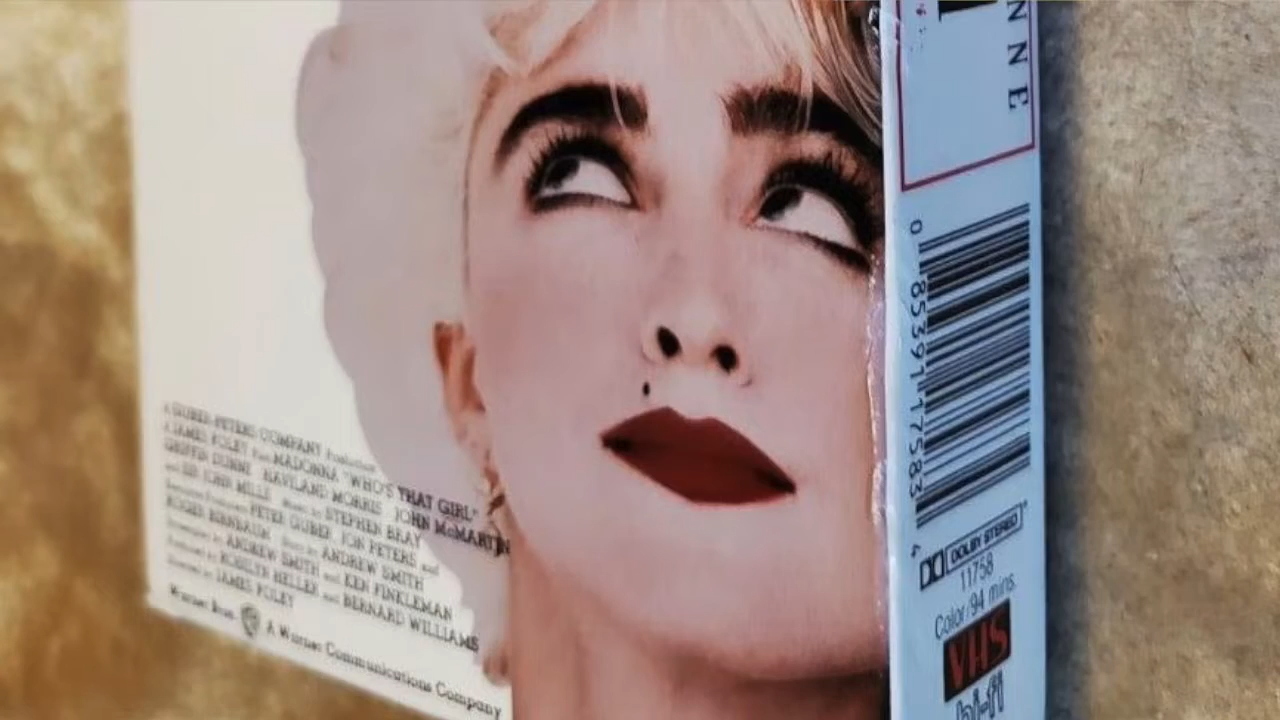 A GUBER-PETERS COMPANY Production
A JAMES FOLEY Film MADONNA "WHO'S THAT GIRL"
GRIFFIN DUNNE HAVILAND MORRIS JOHN McMARTIN
and SIR JOHN MILLS Music by STEPHEN BRAY
Executive Producers PETER GUBER JON PETERS and
ROGER BIRNBAUM Story by ANDREW SMITH
Screenplay by ANDREW SMITH and KEN FINKLEMAN
Produced by ROSILYN HELLER and BERNARD WILLIAMS
Directed by JAMES FOLEY
Warner Bros. A Warner Communications Company
NNE
0 85391 17583 4
DOLBY STEREO
11758
Color/94 mins.
VHS
hi-fi